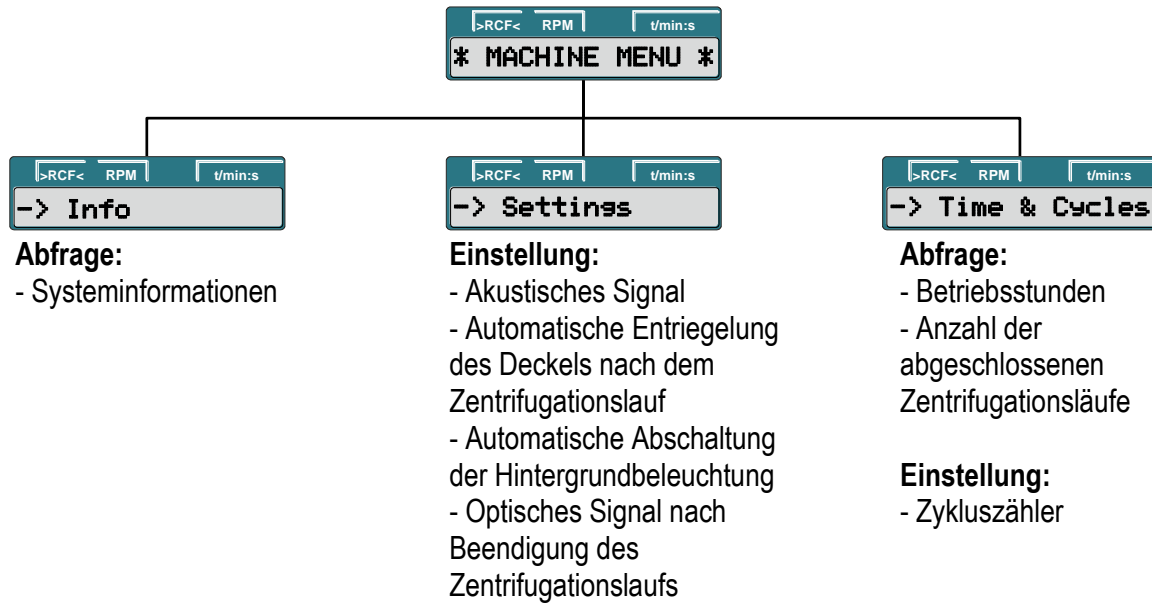 >RCF< RPM t/min:s
* MACHINE MENU *
>RCF< RPM t/min:s
-> Info
Abfrage:
- Systeminformationen
>RCF< RPM t/min:s
-> Settings
Einstellung:
- Akustisches Signal
- Automatische Entriegelung
des Deckels nach dem
Zentrifugationslauf
- Automatische Abschaltung
der Hintergrundbeleuchtung
- Optisches Signal nach
Beendigung des
Zentrifugationslaufs
>RCF< RPM t/min:s
-> Time & Cycles
Abfrage:
- Betriebsstunden
- Anzahl der
abgeschlossenen
Zentrifugationsläufe
Einstellung:
- Zykluszähler